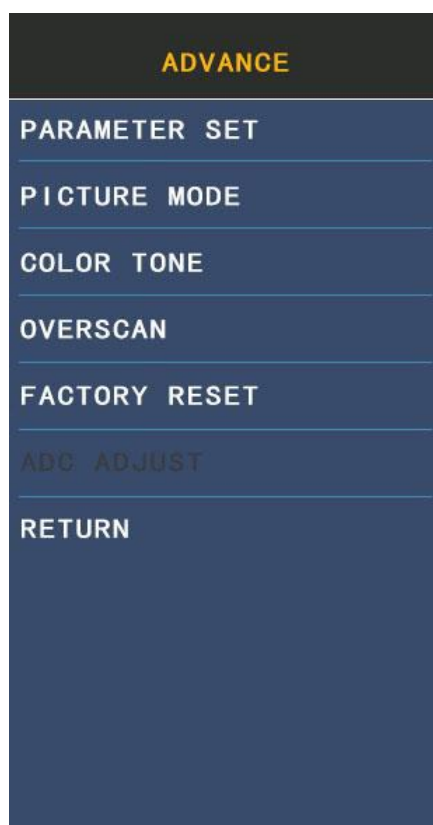 ADVANCE
PARAMETER SET
PICTURE MODE
COLOR TONE
OVERSCAN
FACTORY RESET
ADC ADJUST
RETURN